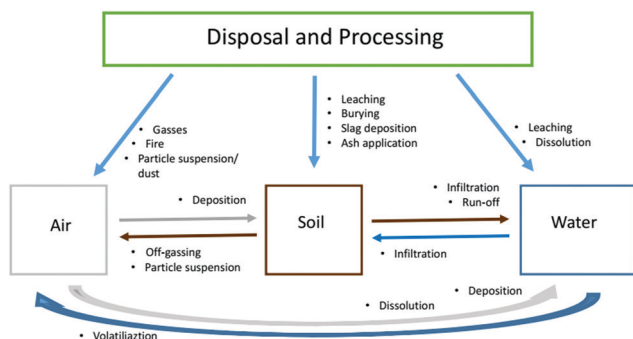 Disposal and Processing
• Gasses
• Fire
• Particle suspension/
dust
• Leaching
• Burying
• Slag deposition
• Ash application
• Leaching
• Dissolution
Air
• Deposition
• Off-gassing
• Particle suspension
Soil
• Infiltration
• Run-off
• Infiltration
Water
• Deposition
• Dissolution
• Volatiliaztion